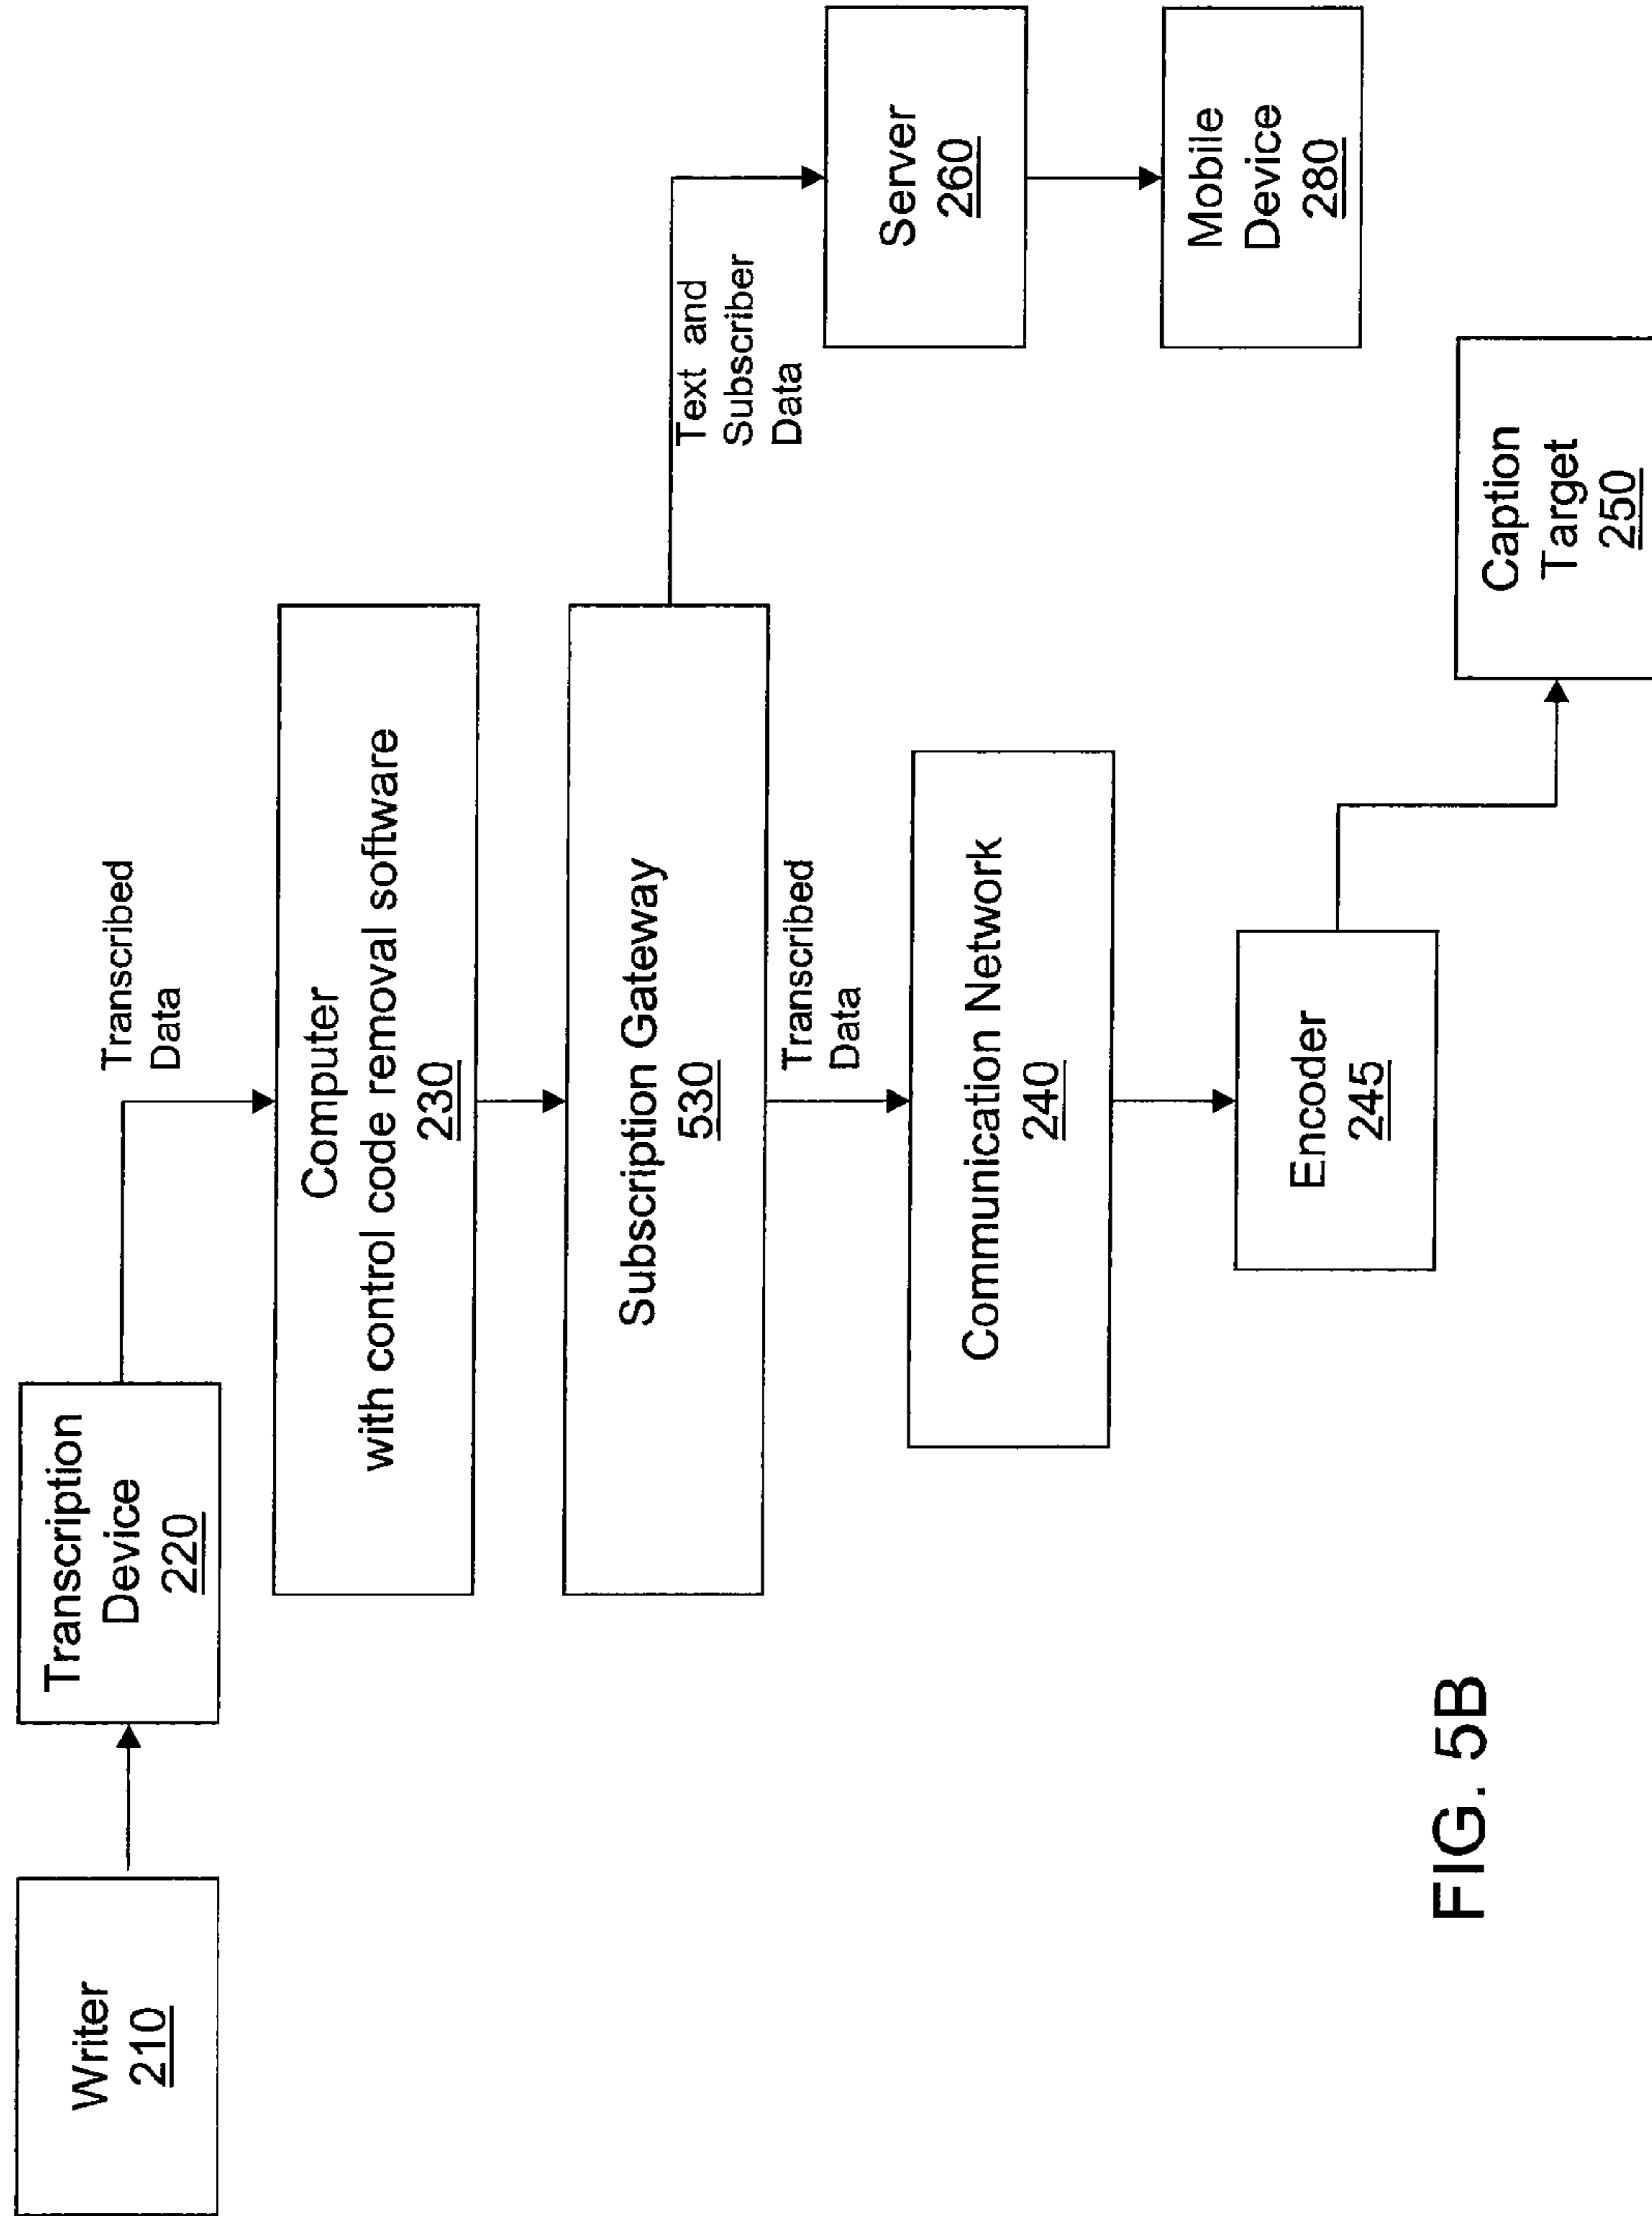 Writer
210
Transcription
Device
220
Transcribed
Data
Computer
with control code removal software
230
Subscription Gateway
530
Text and
Subscriber
Data
Server
260
Mobile
Device
280
Transcribed
Data
Communication Network
240
Encoder
245
Caption
Target
250
FIG. 5B